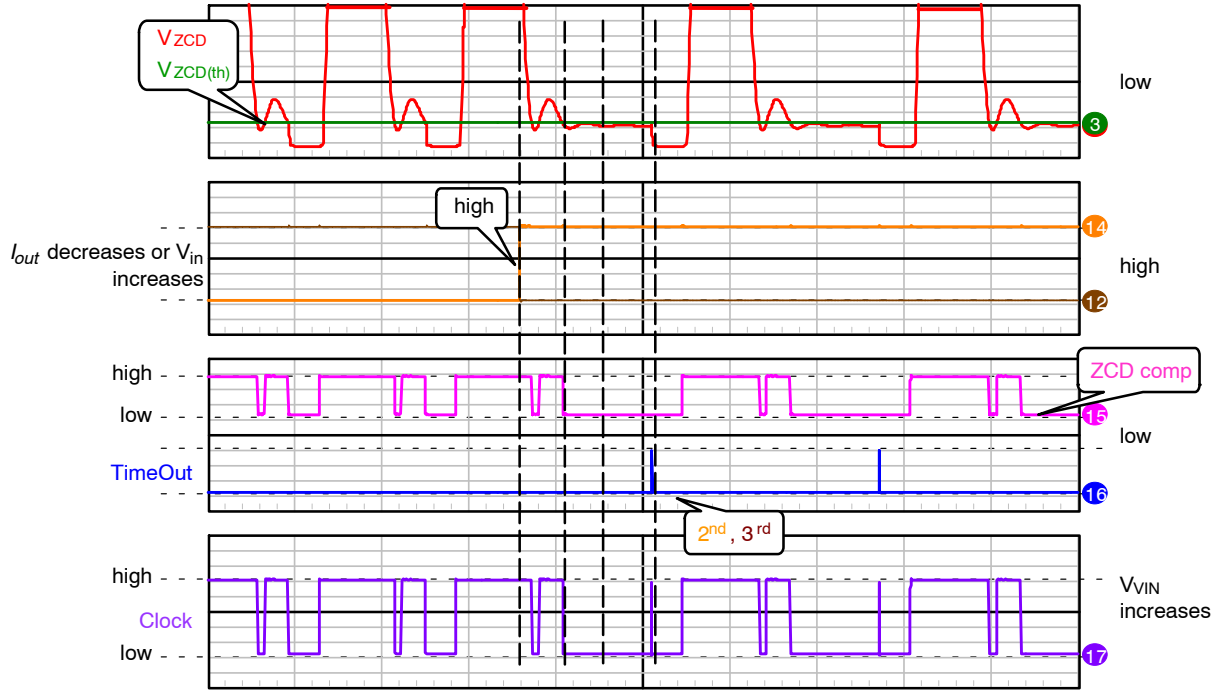 VZCD
VZCD(th)
low
3
high
14
Iout decreases or Vin
increases
high
12
high
low
ZCD comp
15
low
TimeOut
16
2nd, 3rd
high
Clock
low
VVIN
increases
17